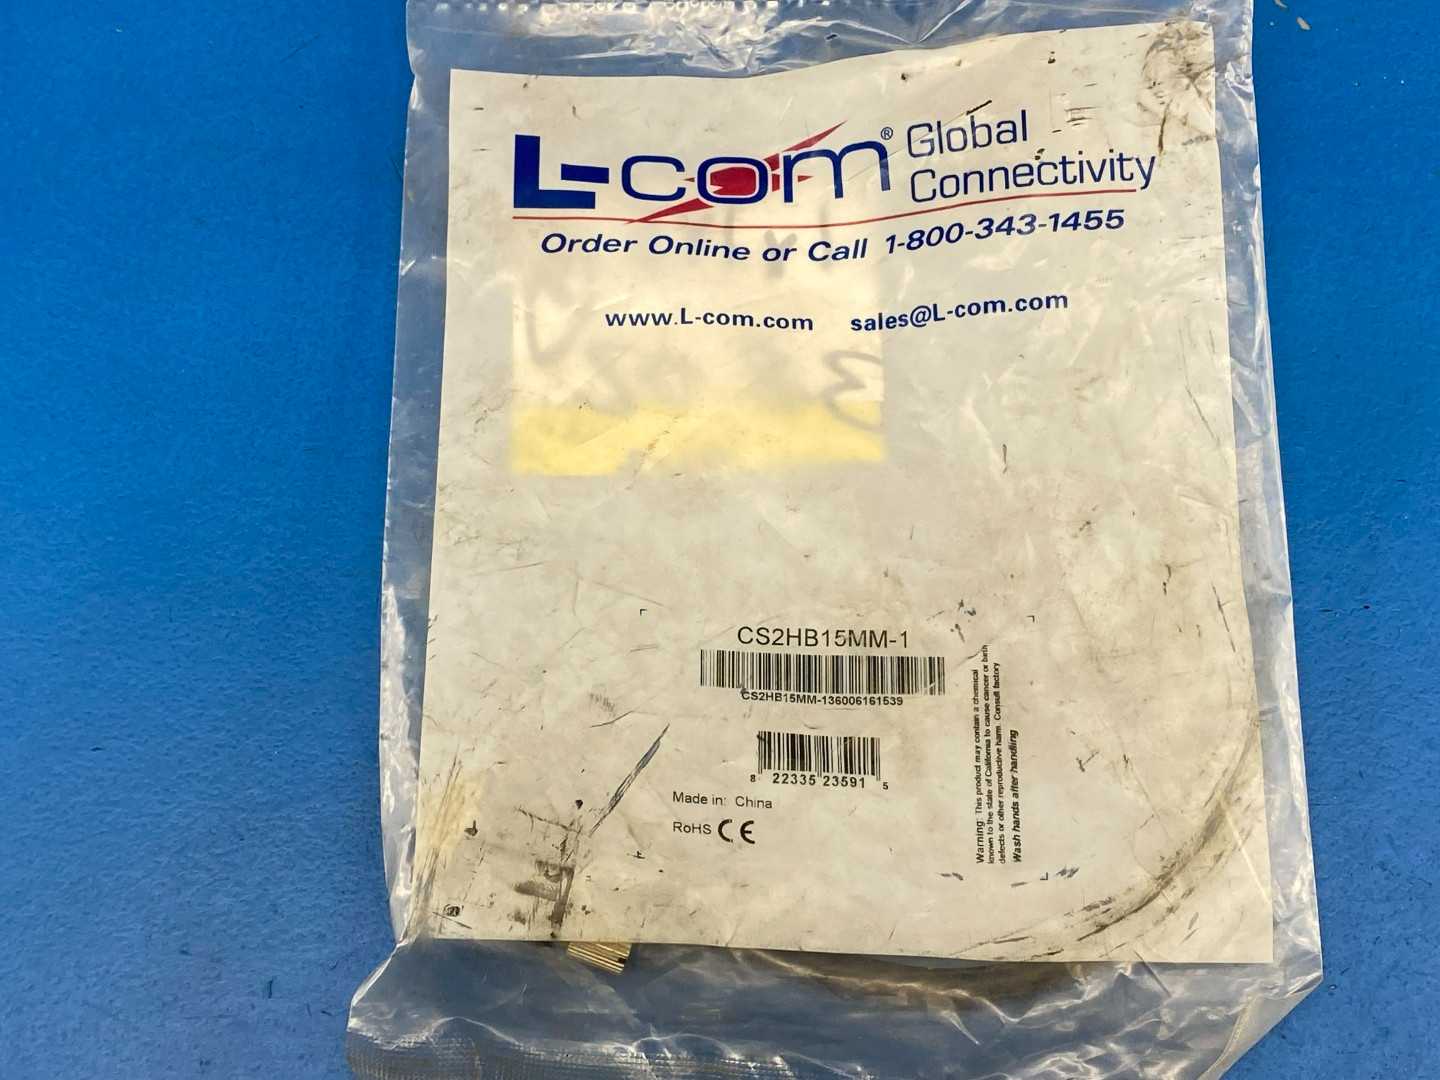 L-com® Global Connectivity
Order Online or Call 1-800-343-1455
www.L-com.com sales@L-com.com
CS2HB15MM-1
CS2HB15MM-136006161539
8 22335 23591 5
Made in: China
RoHS CE
Warning: This product may contain a chemical
known to the state of California to cause cancer or birth
defects or other reproductive harm. Consult factory
Wash hands after handling